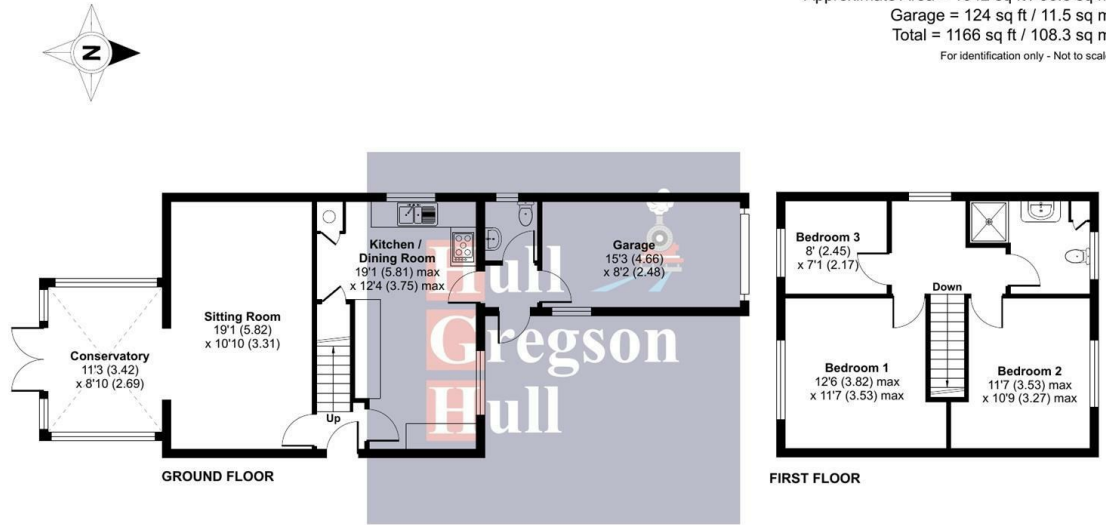 Garage = 124 sq ft / 11.5 sq m
Total = 1166 sq ft / 108.3 sq m
For identification only - Not to scale
N
Kitchen /
Dining Room
19'1 (5.81) max
x 12'4 (3.75) max
Garage
15'3 (4.66)
x 8'2 (2.48)
Sitting Room
19'1 (5.82)
x 10'10 (3.31)
Conservatory
11'3 (3.42)
x 8'10 (2.69)
Up
GROUND FLOOR
Hull
Gregson
Hull
Bedroom 3
8' (2.45)
x 7'1 (2.17)
Down
Bedroom 1
12'6 (3.82) max
x 11'7 (3.53) max
Bedroom 2
11'7 (3.53) max
x 10'9 (3.27) max
FIRST FLOOR